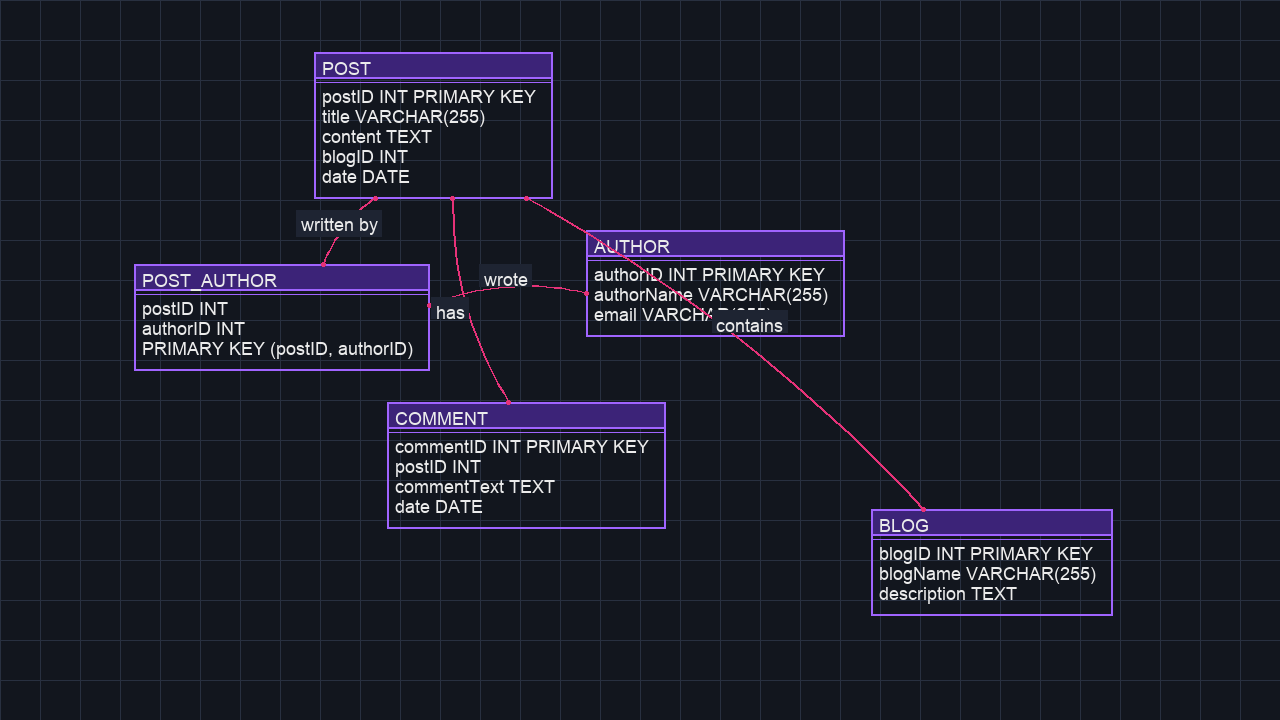 POST
postID INT PRIMARY KEY
title VARCHAR(255)
content TEXT
blogID INT
date DATE
written by
POST_AUTHOR
postID INT
authorID INT
PRIMARY KEY (postID, authorID)
has
wrote
AUTHOR
authorID INT PRIMARY KEY
authorName VARCHAR(255)
email VARCHAR(255)
contains
COMMENT
commentID INT PRIMARY KEY
postID INT
commentText TEXT
date DATE
BLOG
blogID INT PRIMARY KEY
blogName VARCHAR(255)
description TEXT